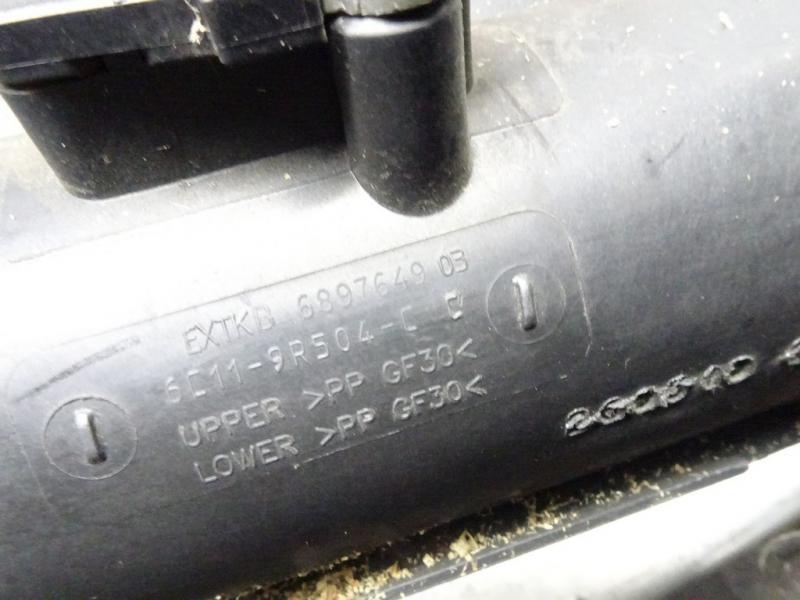 EXTKB 6897649 03
6C11-9R504-C
UPPER >PP GF30<
LOWER >PP GF30<